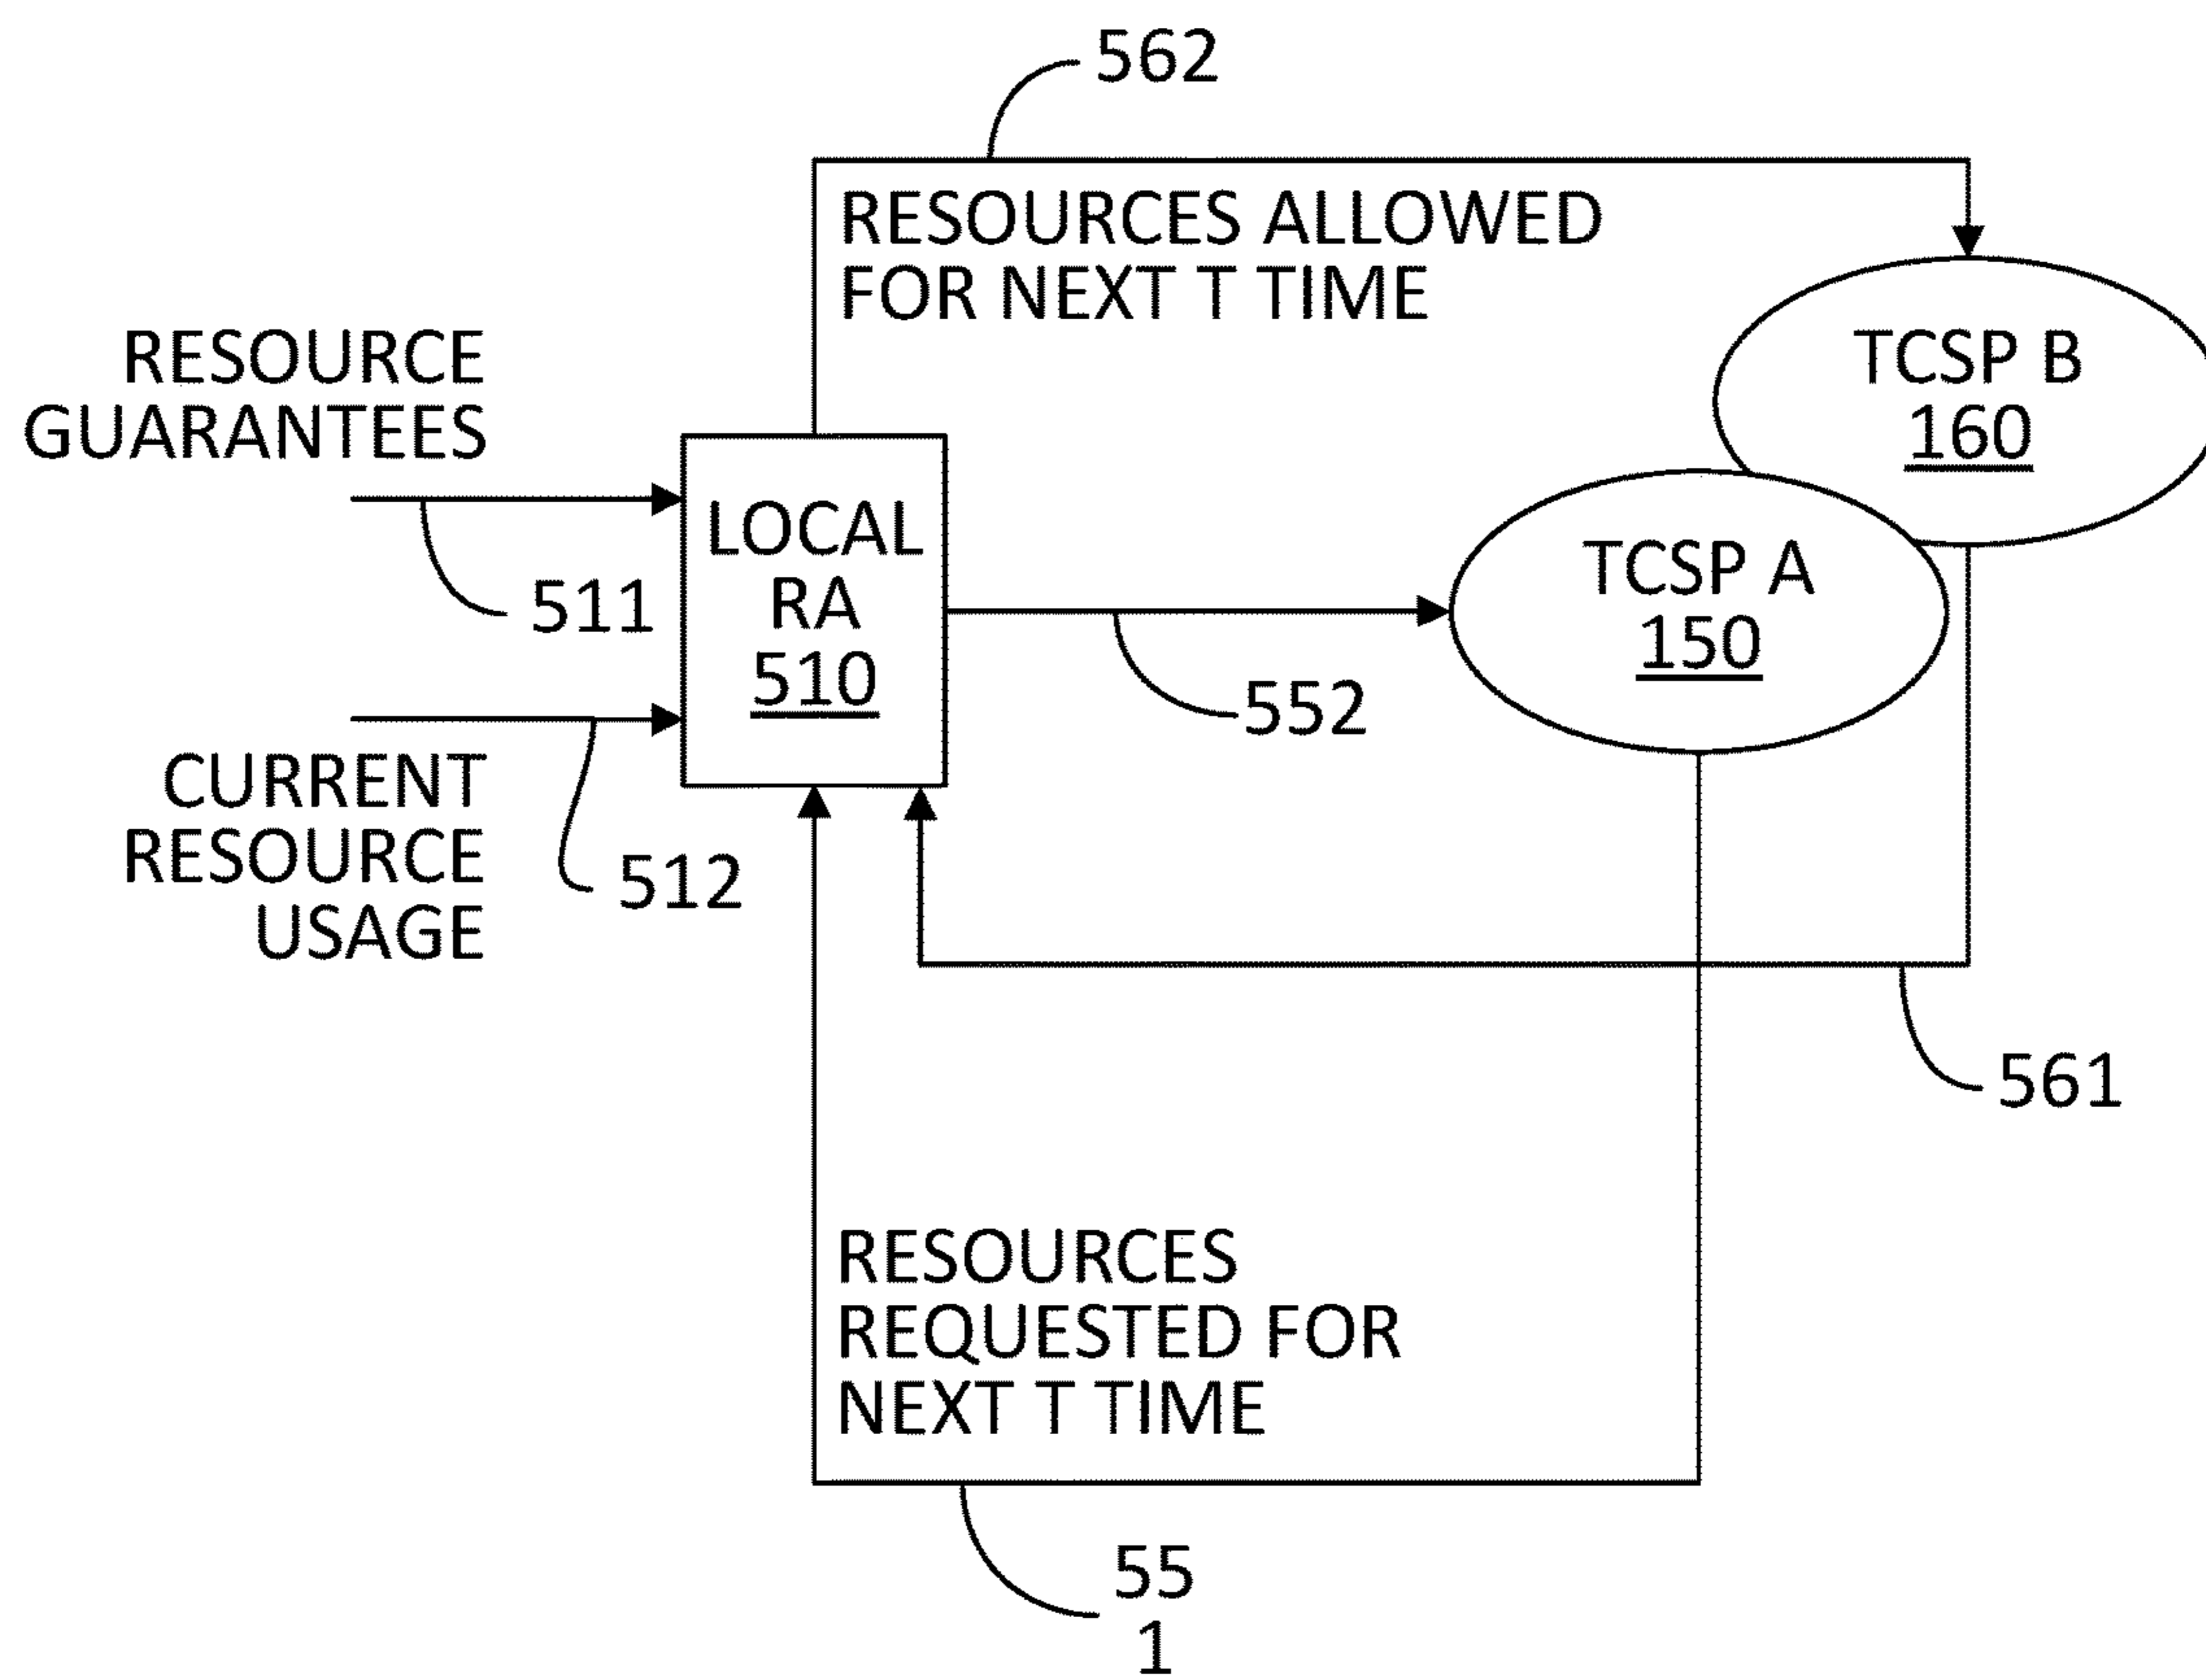 562
RESOURCES ALLOWED
FOR NEXT T TIME
RESOURCE
GUARANTEES
TCSP B
160
LOCAL
RA
510
TCSP A
150
511
552
CURRENT
RESOURCE
USAGE
512
561
RESOURCES
REQUESTED FOR
NEXT T TIME
55
1